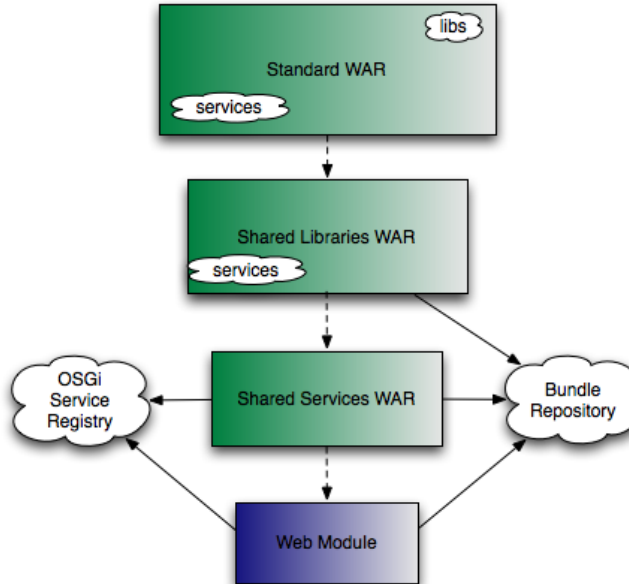 libs
Standard WAR
services
Shared Libraries WAR
services
OSGi
Service
Registry
Shared Services WAR
Bundle
Repository
Web Module